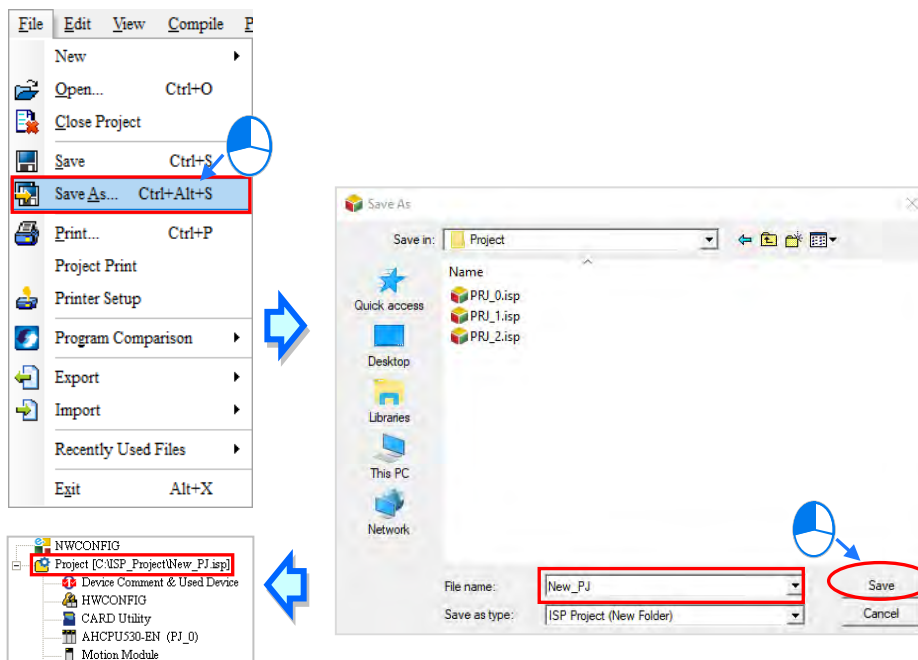 File Edit View Compile P
New
Open... Ctrl+O
Close Project
Save Ctrl+S
Save As... Ctrl+Alt+S
Print... Ctrl+P
Project Print
Printer Setup
Program Comparison
Export
Import
Recently Used Files
Exit Alt+X
Save As
Save in: Project
Name
PRJ_0.isp
PRJ_1.isp
PRJ_2.isp
Quick access
Desktop
Libraries
This PC
Network
File name: New_PJ Save
Save as type: ISP Project (New Folder) Cancel
NWCONFIG
Project [C:\ISP_Project\New_PJ.isp]
Device Comment & Used Device
HWCONFIG
CARD Utility
AHCPU530-EN (PJ_0)
Motion Module